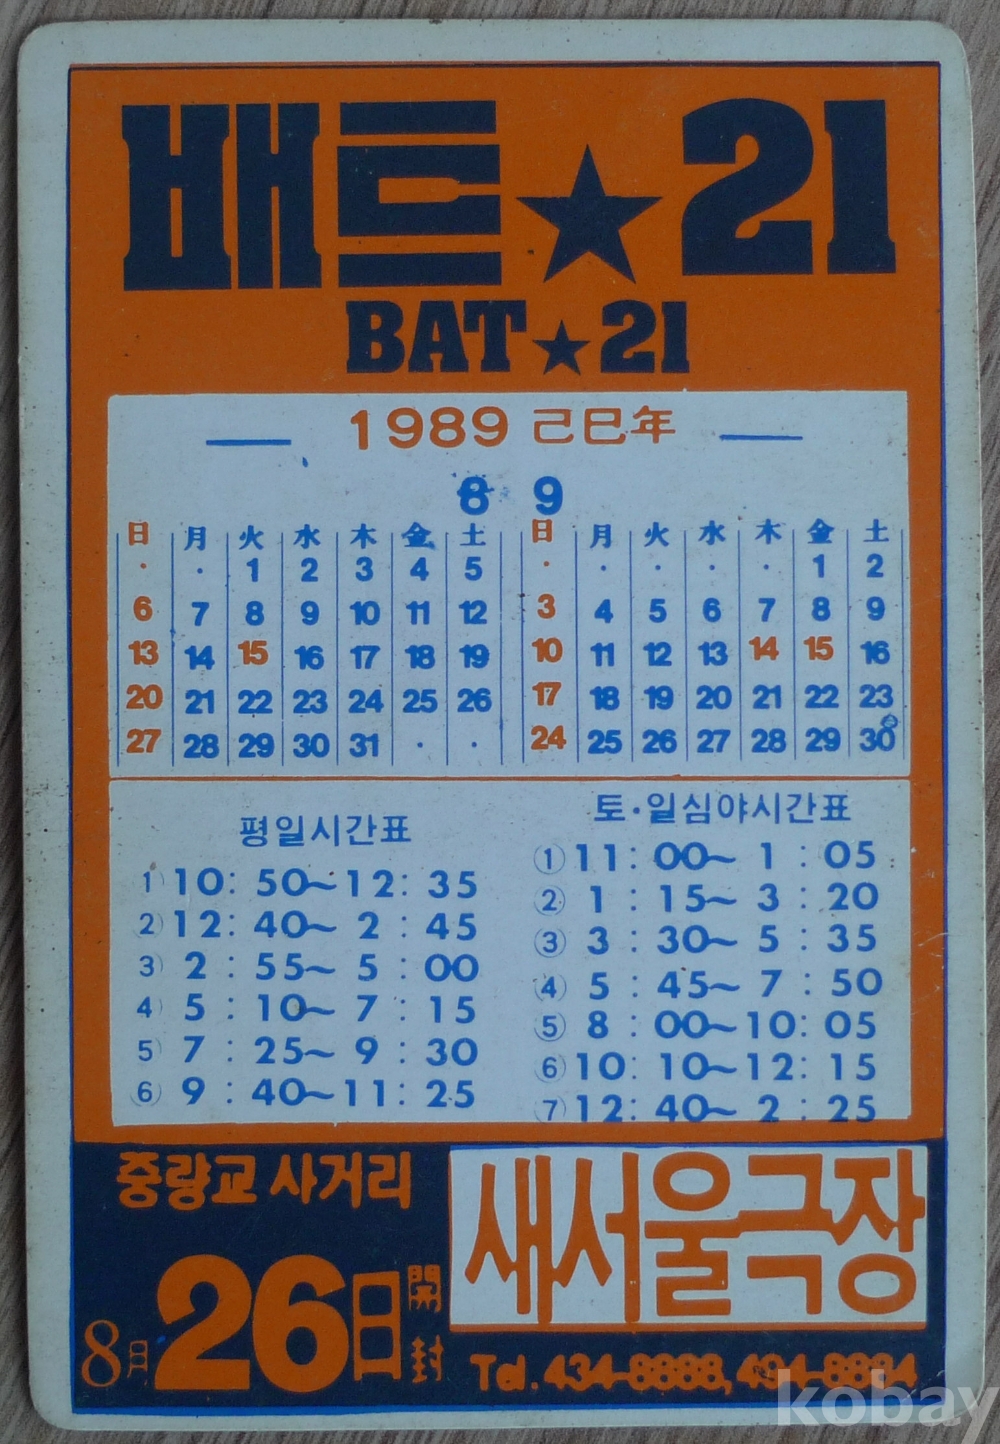 배트★21
BAT★21
1989 己巳年
8 9
日 月 火 水 木 金 土 日 月 火 水 木 金 土
· · 1 2 3 4 5 · · · · · 1 2
6 7 8 9 10 11 12 3 4 5 6 7 8 9
13 14 15 16 17 18 19 10 11 12 13 14 15 16
20 21 22 23 24 25 26 17 18 19 20 21 22 23
27 28 29 30 31 · · 24 25 26 27 28 29 30
평일시간표
1) 10:50~12:35
2) 12:40~2:45
3) 2:55~5:00
4) 5:10~7:15
5) 7:25~9:30
(6) 9:40~11:25
토·일심야시간표
① 11:00~1:05
② 1:15~3:20
③ 3:30~5:35
④ 5:45~7:50
⑤ 8:00~10:05
⑥ 10:10~12:15
⑦ 12:40~2:25
중랑교 사거리
새서울극장
8月 26日 開封
Tel. 434-8888, 494-8884
kobay